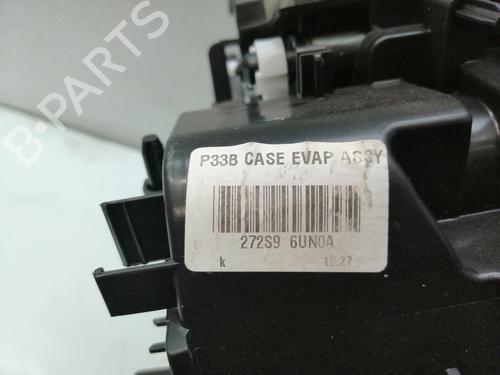 B-PARTS
P33B CASE EVAP ASSY
272S9 6UN0A
k 19.27